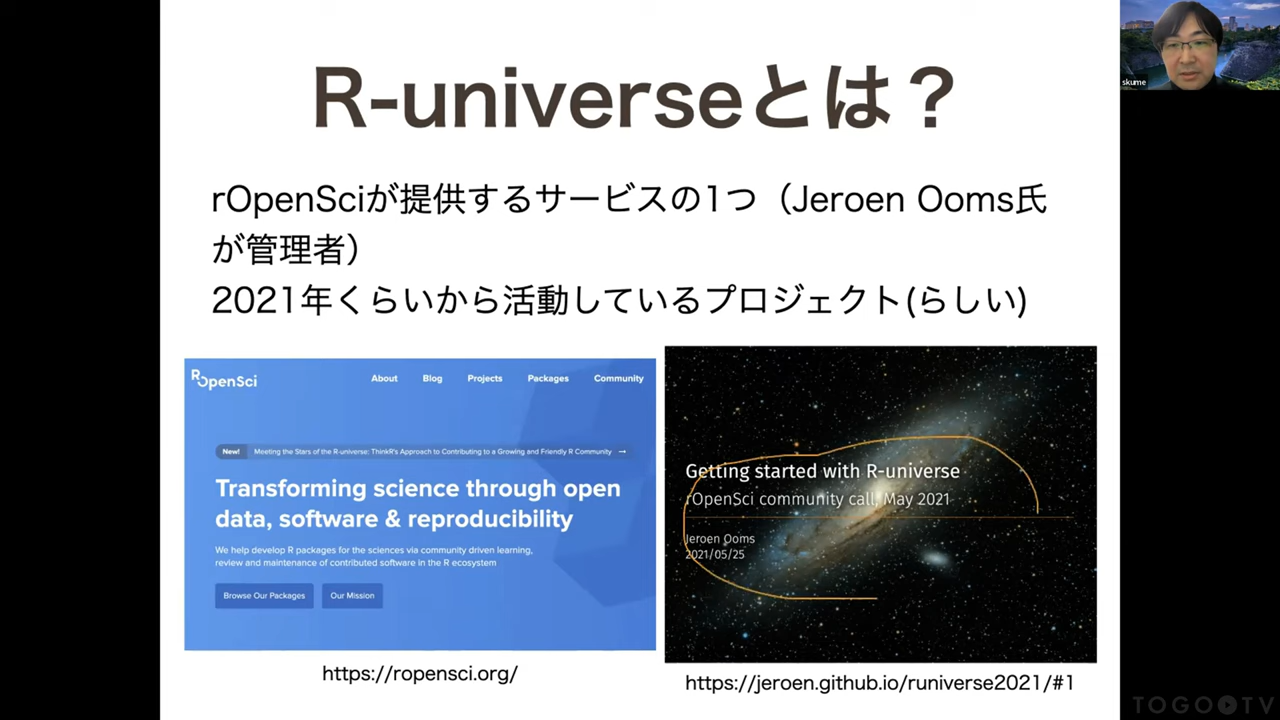 R-universeとは？
skume
rOpenSciが提供するサービスの1つ（Jeroen Ooms氏
が管理者）
2021年くらいから活動しているプロジェクト(らしい)
ROpenSci
About Blog Projects Packages Community
New! Meeting the Stars of the R-universe: ThinkR's Approach to Contributing to a Growing and Friendly R Community →
Transforming science through open
data, software & reproducibility
We help develop R packages for the sciences via community driven learning,
review and maintenance of contributed software in the R ecosystem
Browse Our Packages Our Mission
https://ropensci.org/
Getting started with R-universe
rOpenSci community call, May 2021
Jeroen Ooms
2021/05/25
https://jeroen.github.io/runiverse2021/#1
TOGOTV